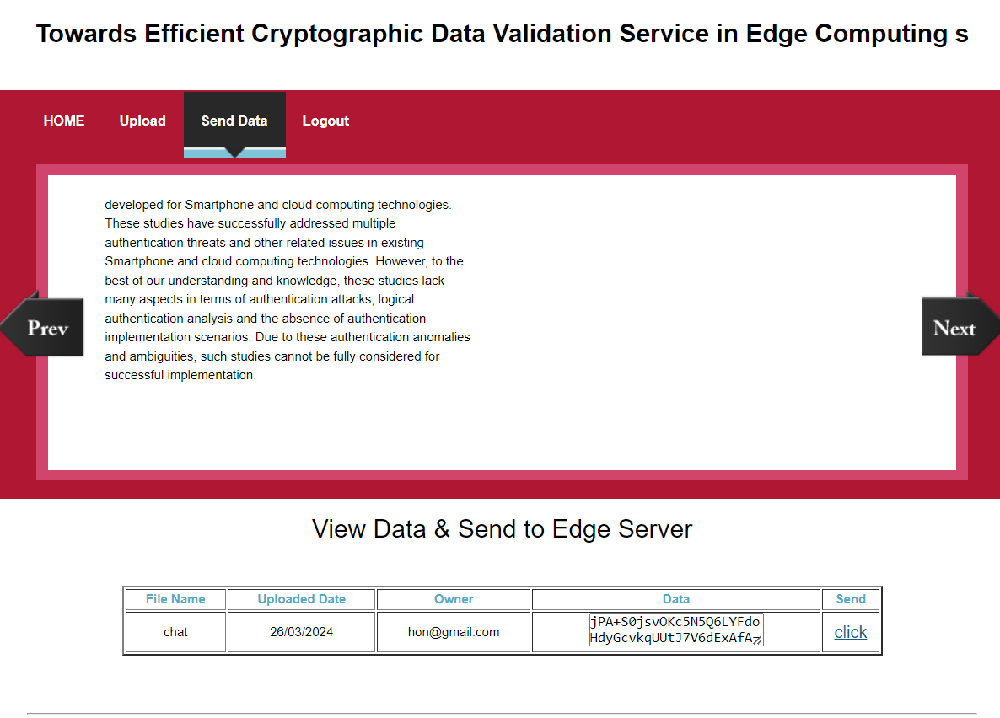 Towards Efficient Cryptographic Data Validation Service in Edge Computing s
HOME Upload Send Data Logout
developed for Smartphone and cloud computing technologies.
These studies have successfully addressed multiple
authentication threats and other related issues in existing
Smartphone and cloud computing technologies. However, to the
best of our understanding and knowledge, these studies lack
many aspects in terms of authentication attacks, logical
authentication analysis and the absence of authentication
implementation scenarios. Due to these authentication anomalies
and ambiguities, such studies cannot be fully considered for
successful implementation.
Prev
Next
View Data & Send to Edge Server
File Name Uploaded Date Owner Data Send
chat 26/03/2024 hon@gmail.com jPA+S0jsvOKc5N5Q6LYFdo click
HdyGcvkqUUtJ7V6dExAfA